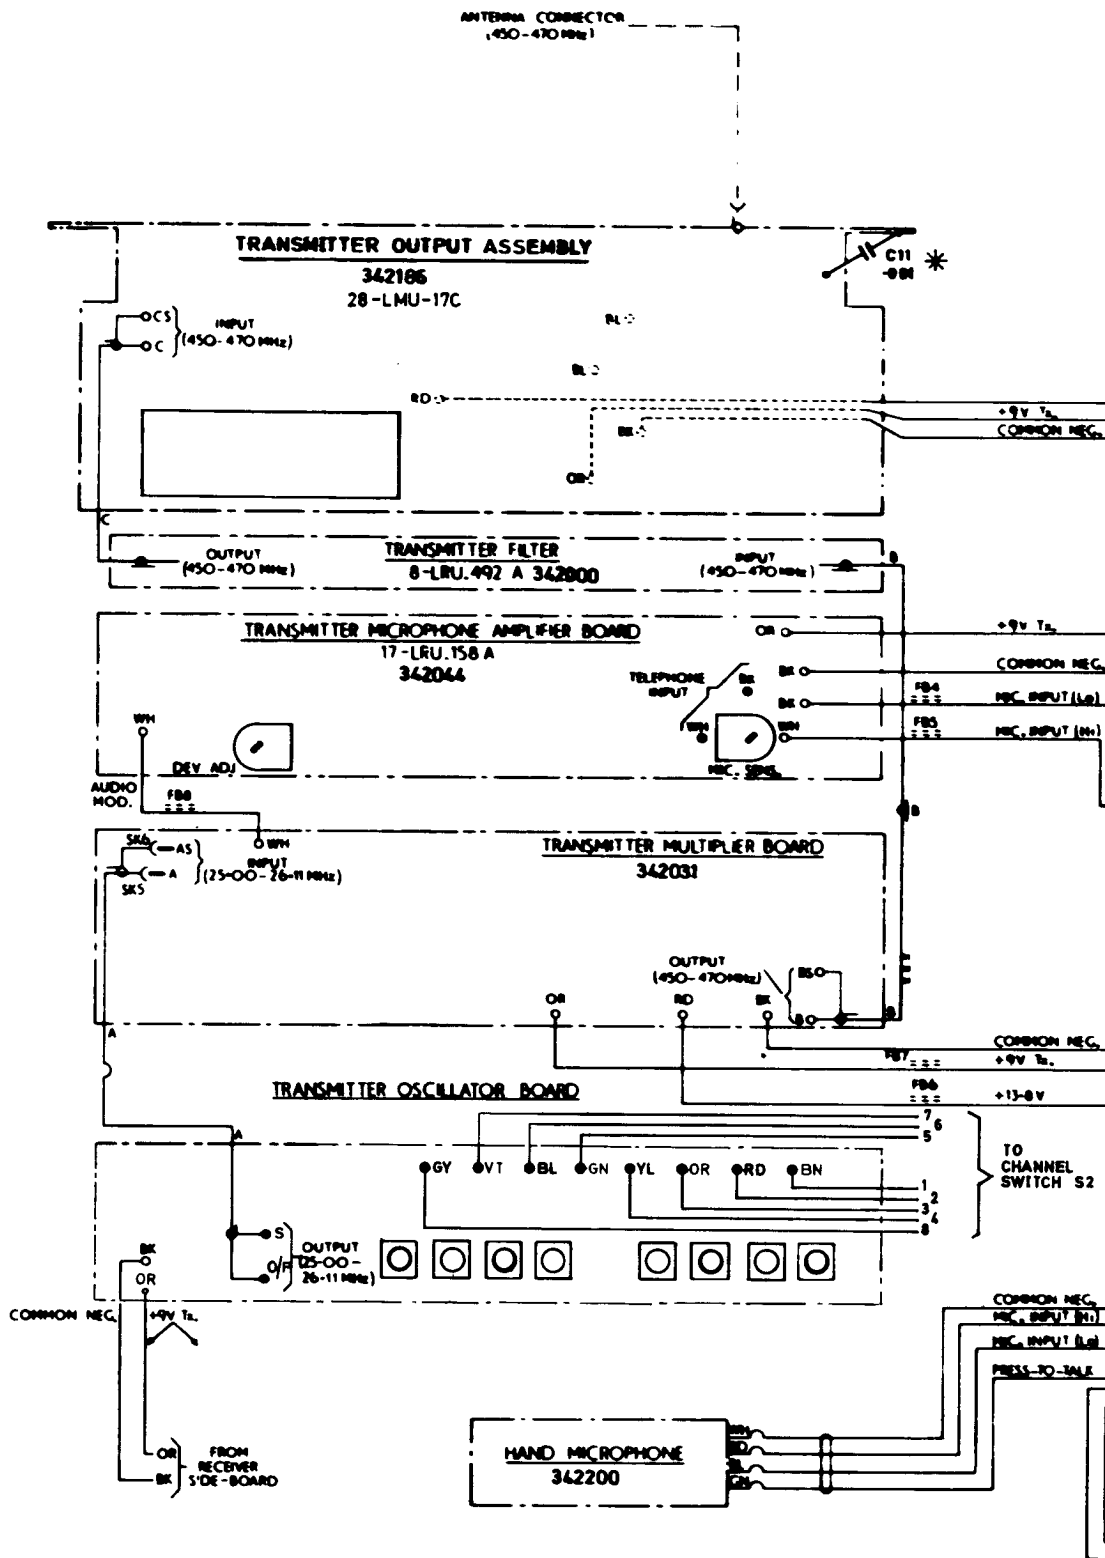 ANTENNA CONNECTOR
(450-470 MHz)
TRANSMITTER OUTPUT ASSEMBLY
342186
28-LMU-17C
C11
CS
C
INPUT
(450-470 MHz)
BL
BL
RD
BK
OR
+9V Tx.
COMMON NEG.
C
OUTPUT
(450-470 MHz)
TRANSMITTER FILTER
8-LRU.492 A 342800
INPUT
(450-470 MHz)
B
TRANSMITTER MICROPHONE AMPLIFIER BOARD
17-LRU.158 A
342044
OR
+9V Tx.
TELEPHONE
INPUT
BK
BK
COMMON NEG.
BK
FB4
MIC. INPUT (Lo)
WH
WH
WH
FB5
MIC. INPUT (Hi)
DEV ADJ
MIC. SENS.
AUDIO
MOD.
FB8
B
SK6
AS
WH
INPUT
(25-00-26-11 MHz)
SK5
A
TRANSMITTER MULTIPLIER BOARD
342031
OUTPUT
(450-470MHz)
BS
OR
RD
BK
B
B
A
COMMON NEG.
FB7
+9V Tx.
TRANSMITTER OSCILLATOR BOARD
FB6
+13-8V
7
6
5
A
GY
VT
BL
GN
YL
OR
RD
BN
1
2
3
4
8
TO
CHANNEL
SWITCH S2
S
O/P
OUTPUT
(25-00-
26-11 MHz)
BK
OR
COMMON NEG.
+9V Tx.
COMMON NEG.
MIC. INPUT (Hi)
MIC. INPUT (Lo)
PRESS-TO-TALK
OR
BK
FROM
RECEIVER
S'DE-BOARD
HAND MICROPHONE
342200
WH
RD
BL
GN